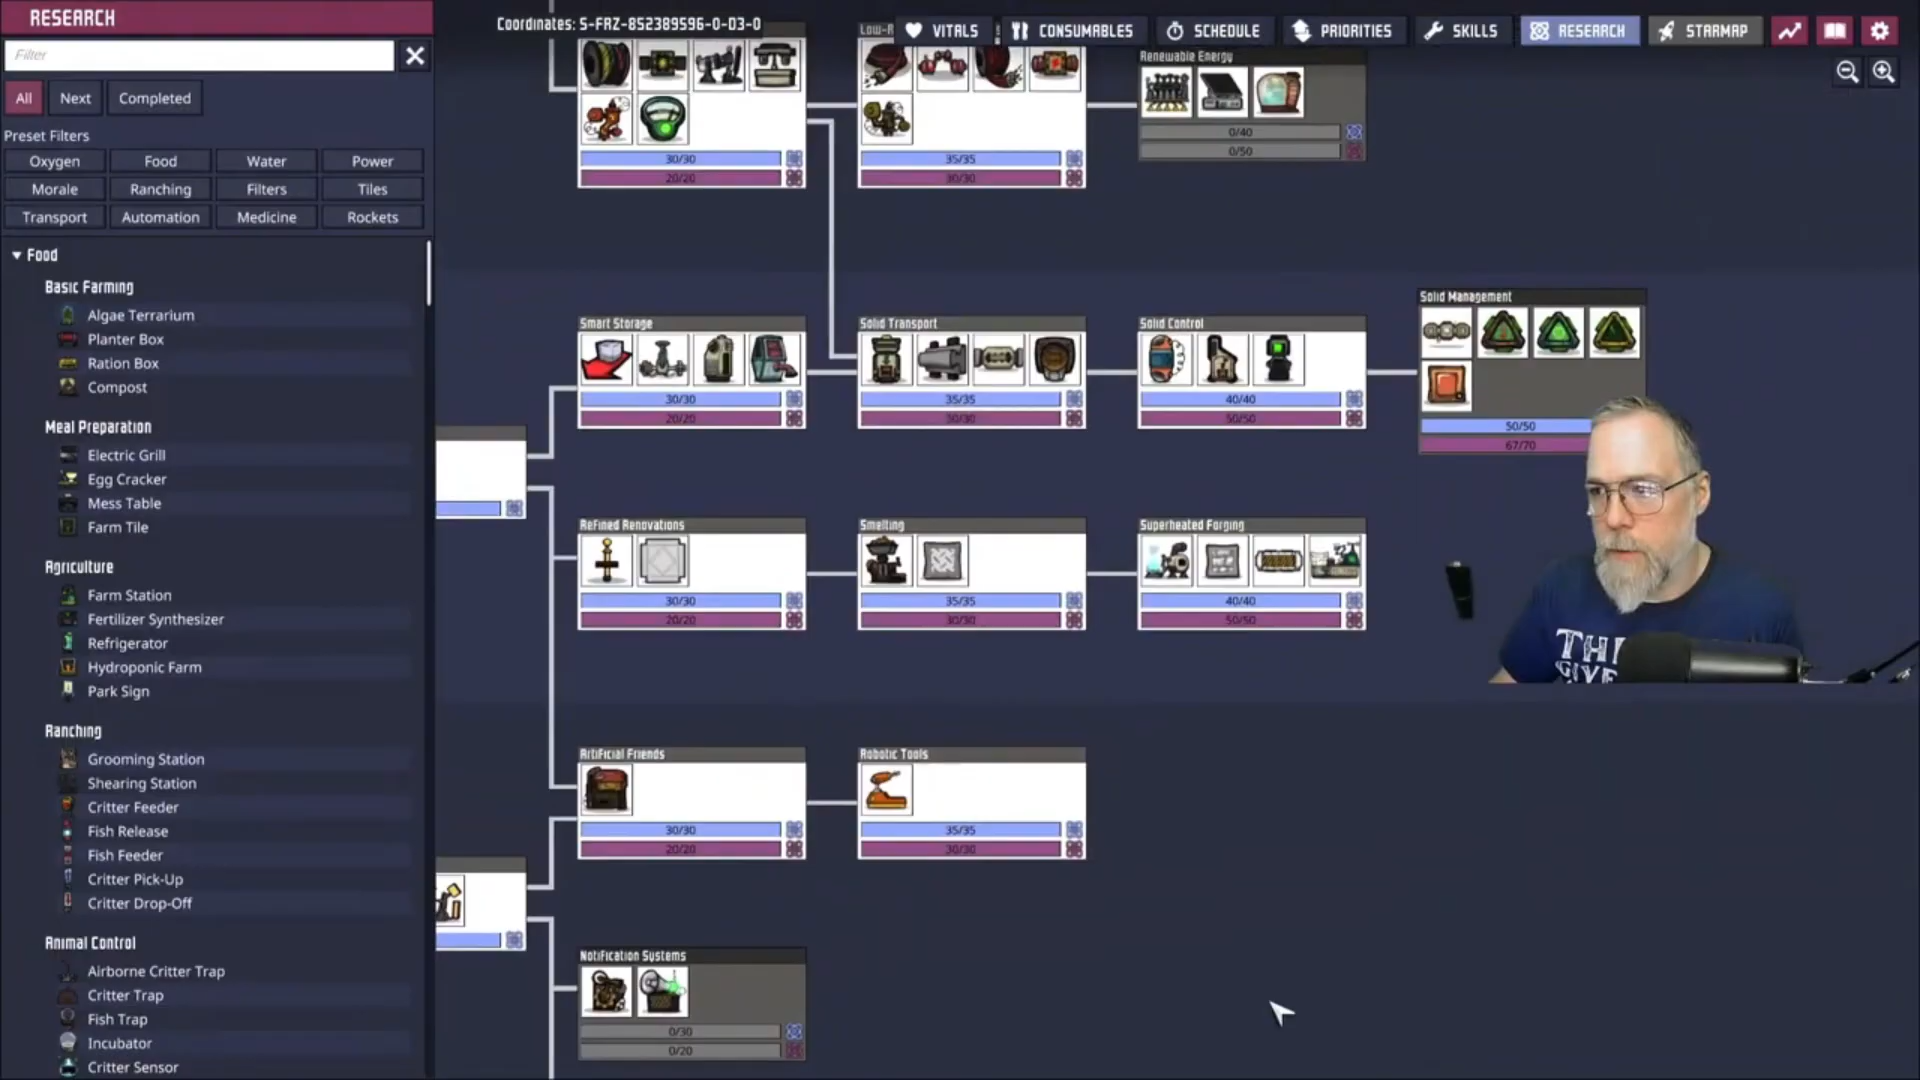 RESEARCH
Coordinates: S-FRZ-852389596-0-D3-0
VITALS
CONSUMABLES
SCHEDULE
PRIORITIES
SKILLS
RESEARCH
STARMAP
Filter
All
Next
Completed
Preset Filters
Oxygen
Food
Water
Power
Morale
Ranching
Filters
Tiles
Transport
Automation
Medicine
Rockets
Food
Basic Farming
Algae Terrarium
Planter Box
Ration Box
Compost
Meal Preparation
Electric Grill
Egg Cracker
Mess Table
Farm Tile
Agriculture
Farm Station
Fertilizer Synthesizer
Refrigerator
Hydroponic Farm
Park Sign
Ranching
Grooming Station
Shearing Station
Critter Feeder
Fish Release
Fish Feeder
Critter Pick-Up
Critter Drop-Off
Animal Control
Airborne Critter Trap
Critter Trap
Fish Trap
Incubator
Critter Sensor
30/30
20/20
35/35
30/30
Renewable Energy
0/40
0/50
Smart Storage
30/30
20/20
Solid Transport
35/35
30/30
Solid Control
40/40
50/50
Solid Management
50/50
67/70
Refined Renovations
30/30
20/20
Smelting
35/35
30/30
Superheated Forging
40/40
50/50
Artificial Friends
30/30
20/20
Robotic Tools
35/35
30/30
Notification Systems
0/30
0/20